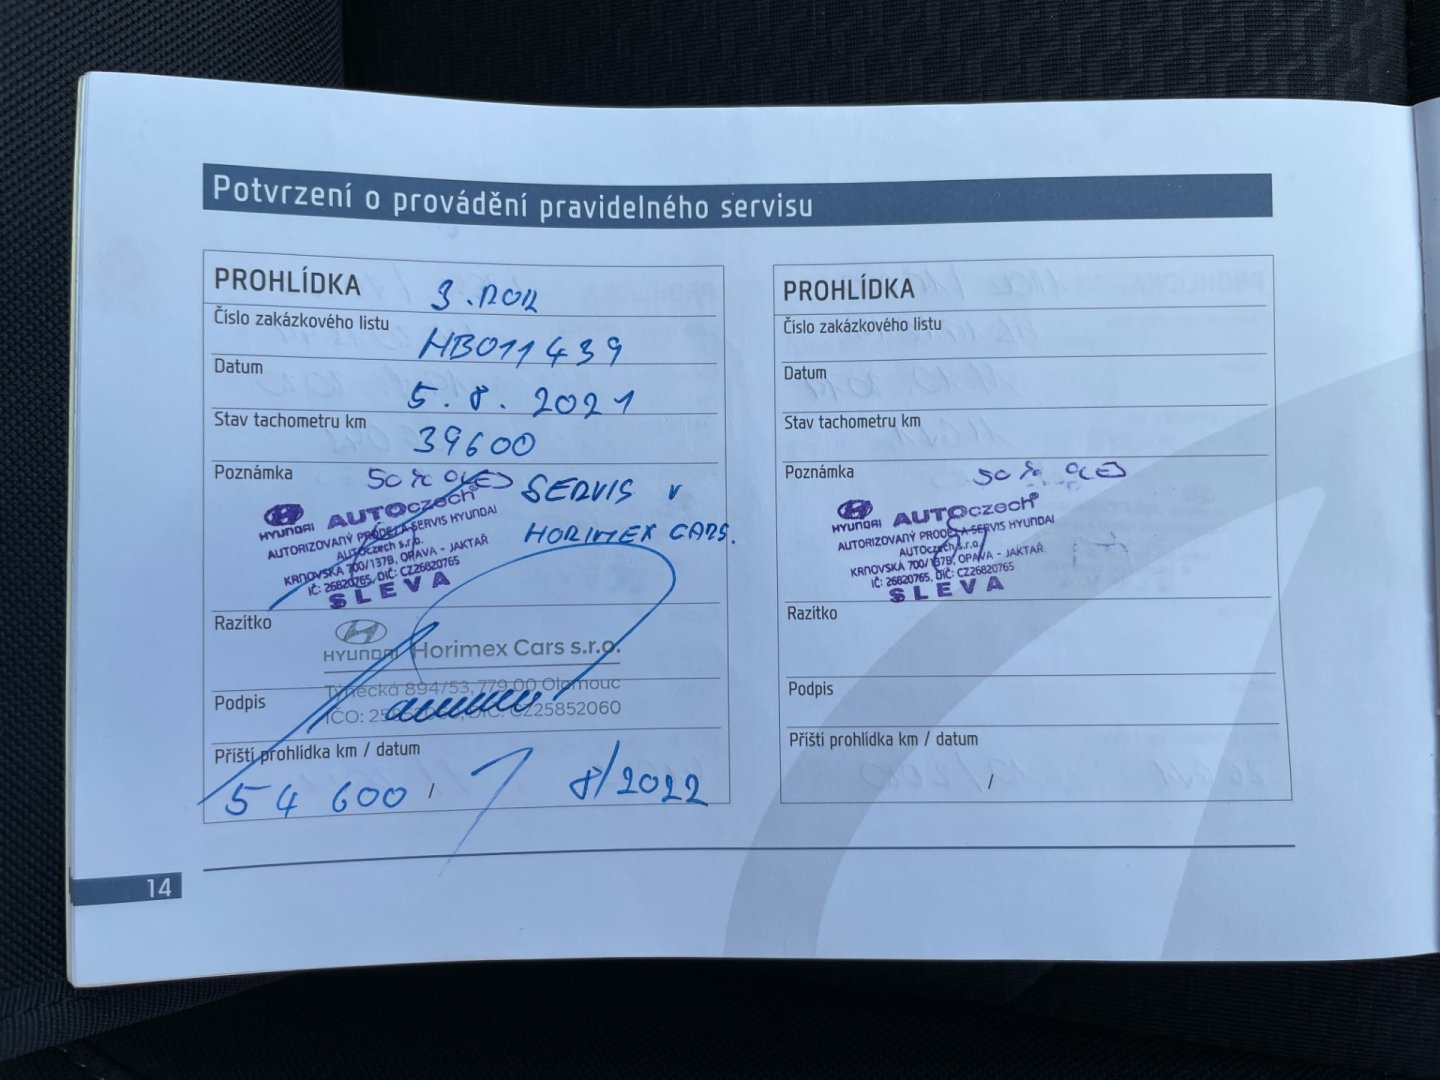 Potvrzení o provádění pravidelného servisu
PROHLÍDKA 3. ROK
Číslo zakázkového listu HB011439
Datum 5. 8. 2021
Stav tachometru km 39600
Poznámka 50% OLEJ
SERVIS V
HORIMEX CARS.
HYUNDAI AUTOczech®
AUTORIZOVANÝ PRODEJ A SERVIS HYUNDAI
AUTOczech s.r.o.
KRNOVSKÁ 700/1379, OPAVA - JAKTAŘ
IČ: 26820765, DIČ: CZ26820765
SLEVA
Razítko
HYUNDAI Horimex Cars s.r.o.
Týnecká 894/53, 779 00 Olomouc
Podpis
IČO: DIČ: CZ25852060
Příští prohlídka km / datum
54 600 / 8/2022
PROHLÍDKA
Číslo zakázkového listu
Datum
Stav tachometru km
Poznámka 50% OLEJ
HYUNDAI AUTOczech®
AUTORIZOVANÝ PRODEJ A SERVIS HYUNDAI
AUTOczech s.r.o.
KRNOVSKÁ 700/1379, OPAVA - JAKTAŘ
IČ: 26820765, DIČ: CZ26820765
SLEVA
Razítko
Podpis
Příští prohlídka km / datum
/
14